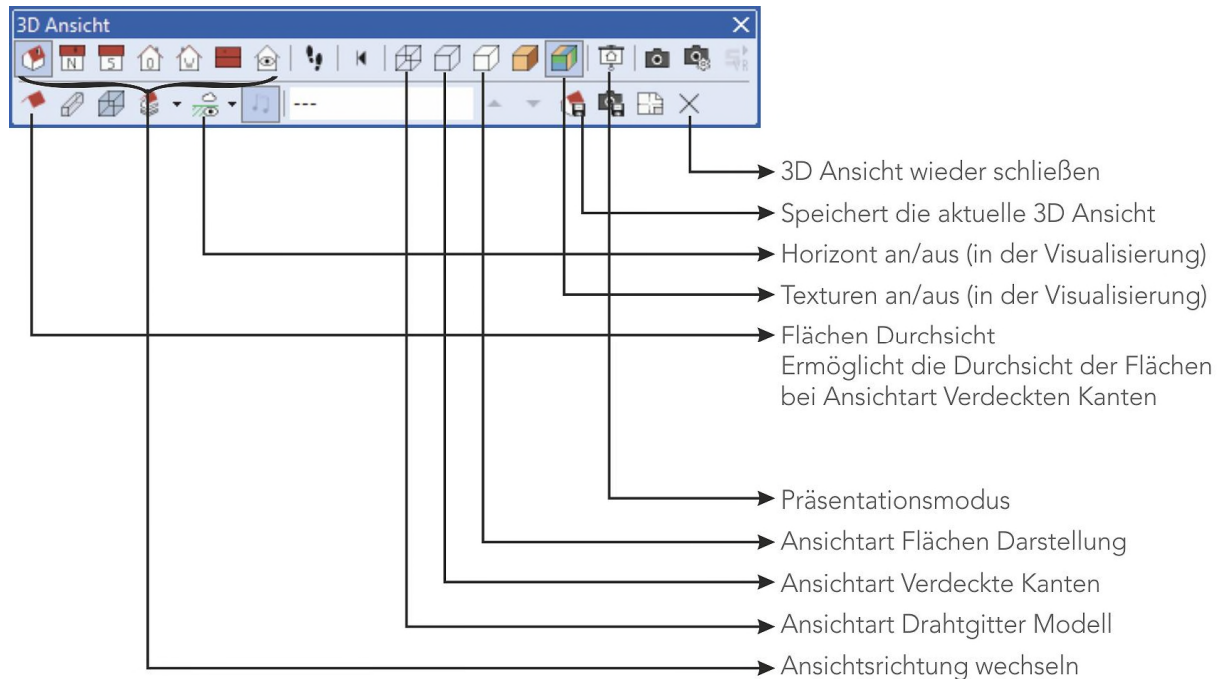 3D Ansicht
N S 0 W
R
---
3D Ansicht wieder schließen
Speichert die aktuelle 3D Ansicht
Horizont an/aus (in der Visualisierung)
Texturen an/aus (in der Visualisierung)
Flächen Durchsicht
Ermöglicht die Durchsicht der Flächen
bei Ansichtart Verdeckten Kanten
Präsentationsmodus
Ansichtart Flächen Darstellung
Ansichtart Verdeckte Kanten
Ansichtart Drahtgitter Modell
Ansichtsrichtung wechseln